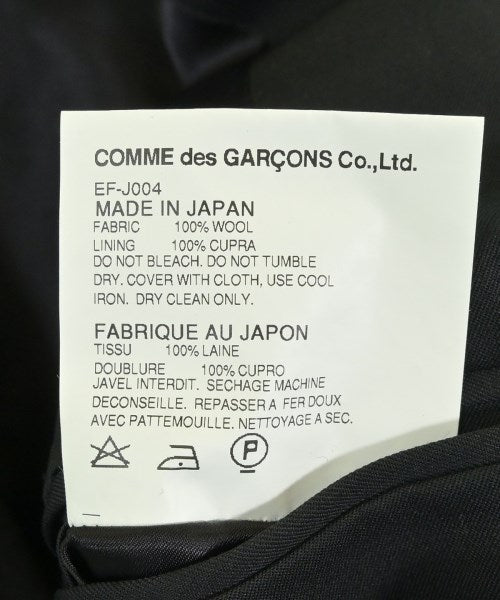 COMME des GARÇONS Co.,Ltd.
EF-J004
MADE IN JAPAN
FABRIC 100% WOOL
LINING 100% CUPRA
DO NOT BLEACH. DO NOT TUMBLE
DRY. COVER WITH CLOTH, USE COOL
IRON. DRY CLEAN ONLY.
FABRIQUE AU JAPON
TISSU 100% LAINE
DOUBLURE 100% CUPRO
JAVEL INTERDIT. SECHAGE MACHINE
DECONSEILLE. REPASSER A FER DOUX
AVEC PATTEMOUILLE. NETTOYAGE A SEC.
P